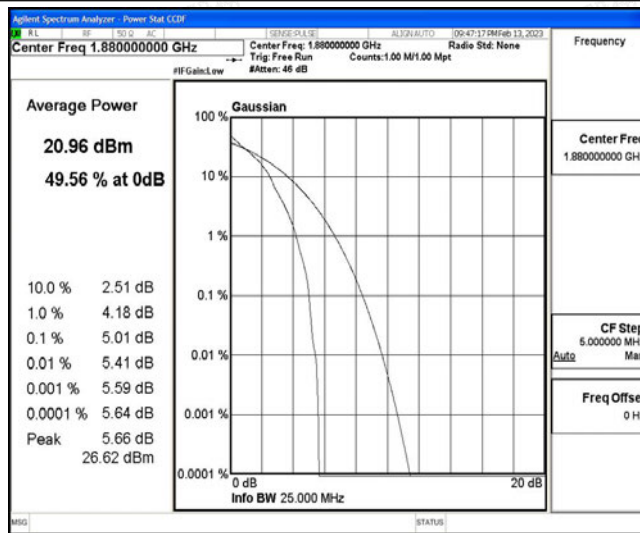 Agilent Spectrum Analyzer - Power Stat CCDF
RL RF 50 Ω AC SENSE:PULSE ALIGN AUTO 09:47:17 PM Feb 13, 2023
Center Freq 1.880000000 GHz
Center Freq: 1.880000000 GHz Radio Std: None
Trig: Free Run Counts:1.00 M/1.00 Mpt
#IFGain:Low #Atten: 46 dB
Frequency
Average Power
20.96 dBm
49.56 % at 0dB
10.0 % 2.51 dB
1.0 % 4.18 dB
0.1 % 5.01 dB
0.01 % 5.41 dB
0.001 % 5.59 dB
0.0001 % 5.64 dB
Peak 5.66 dB
26.62 dBm
Gaussian
100 %
10 %
1 %
0.1 %
0.01 %
0.001 %
0.0001 %
0 dB 20 dB
Info BW 25.000 MHz
Center Fre
1.880000000 GH
CF Ste
5.000000 MH
Auto Ma
Freq Offse
0 H
MSG STATUS